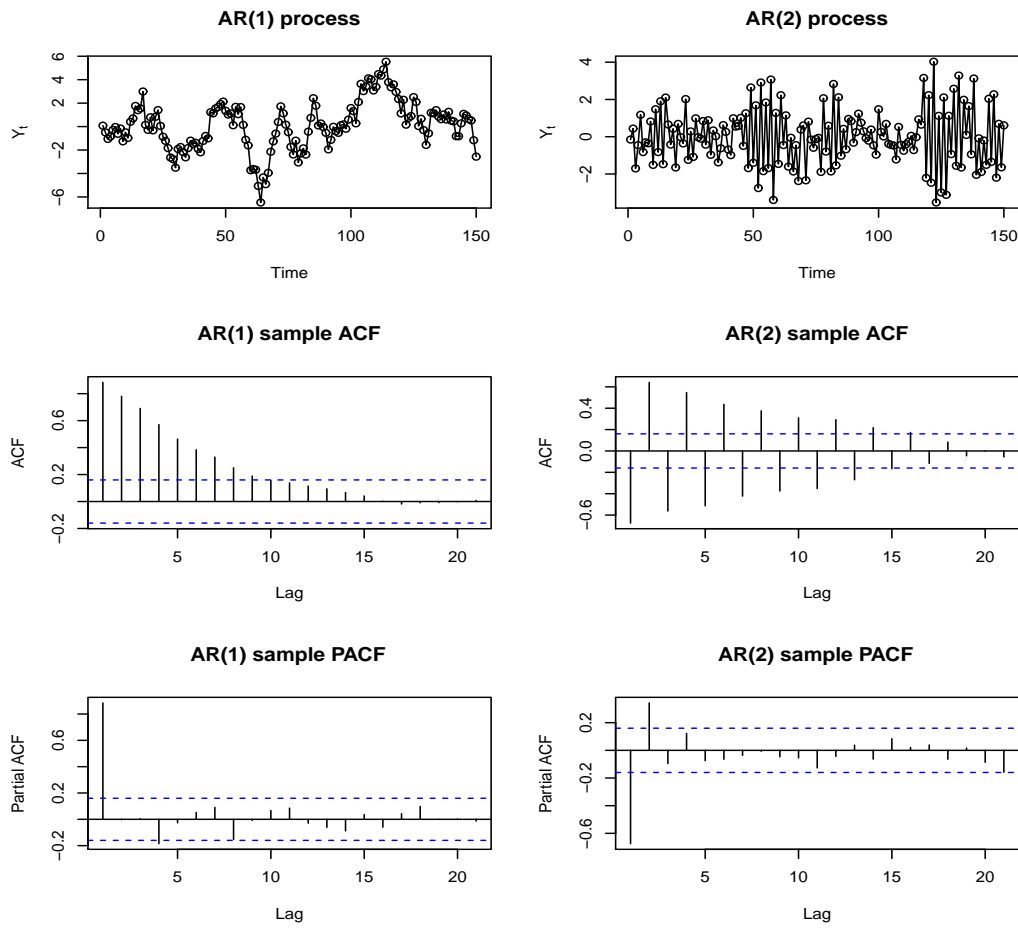 AR(1) process
Y_t
6
4
2
−2
−6
0
50
100
150
Time
AR(2) process
Y_t
4
2
0
−2
0
50
100
150
Time
AR(1) sample ACF
ACF
0.6
0.2
−0.2
5
10
15
20
Lag
AR(2) sample ACF
ACF
0.4
0.0
−0.6
5
10
15
20
Lag
AR(1) sample PACF
Partial ACF
0.6
0.2
−0.2
5
10
15
20
Lag
AR(2) sample PACF
Partial ACF
0.2
−0.2
−0.6
5
10
15
20
Lag